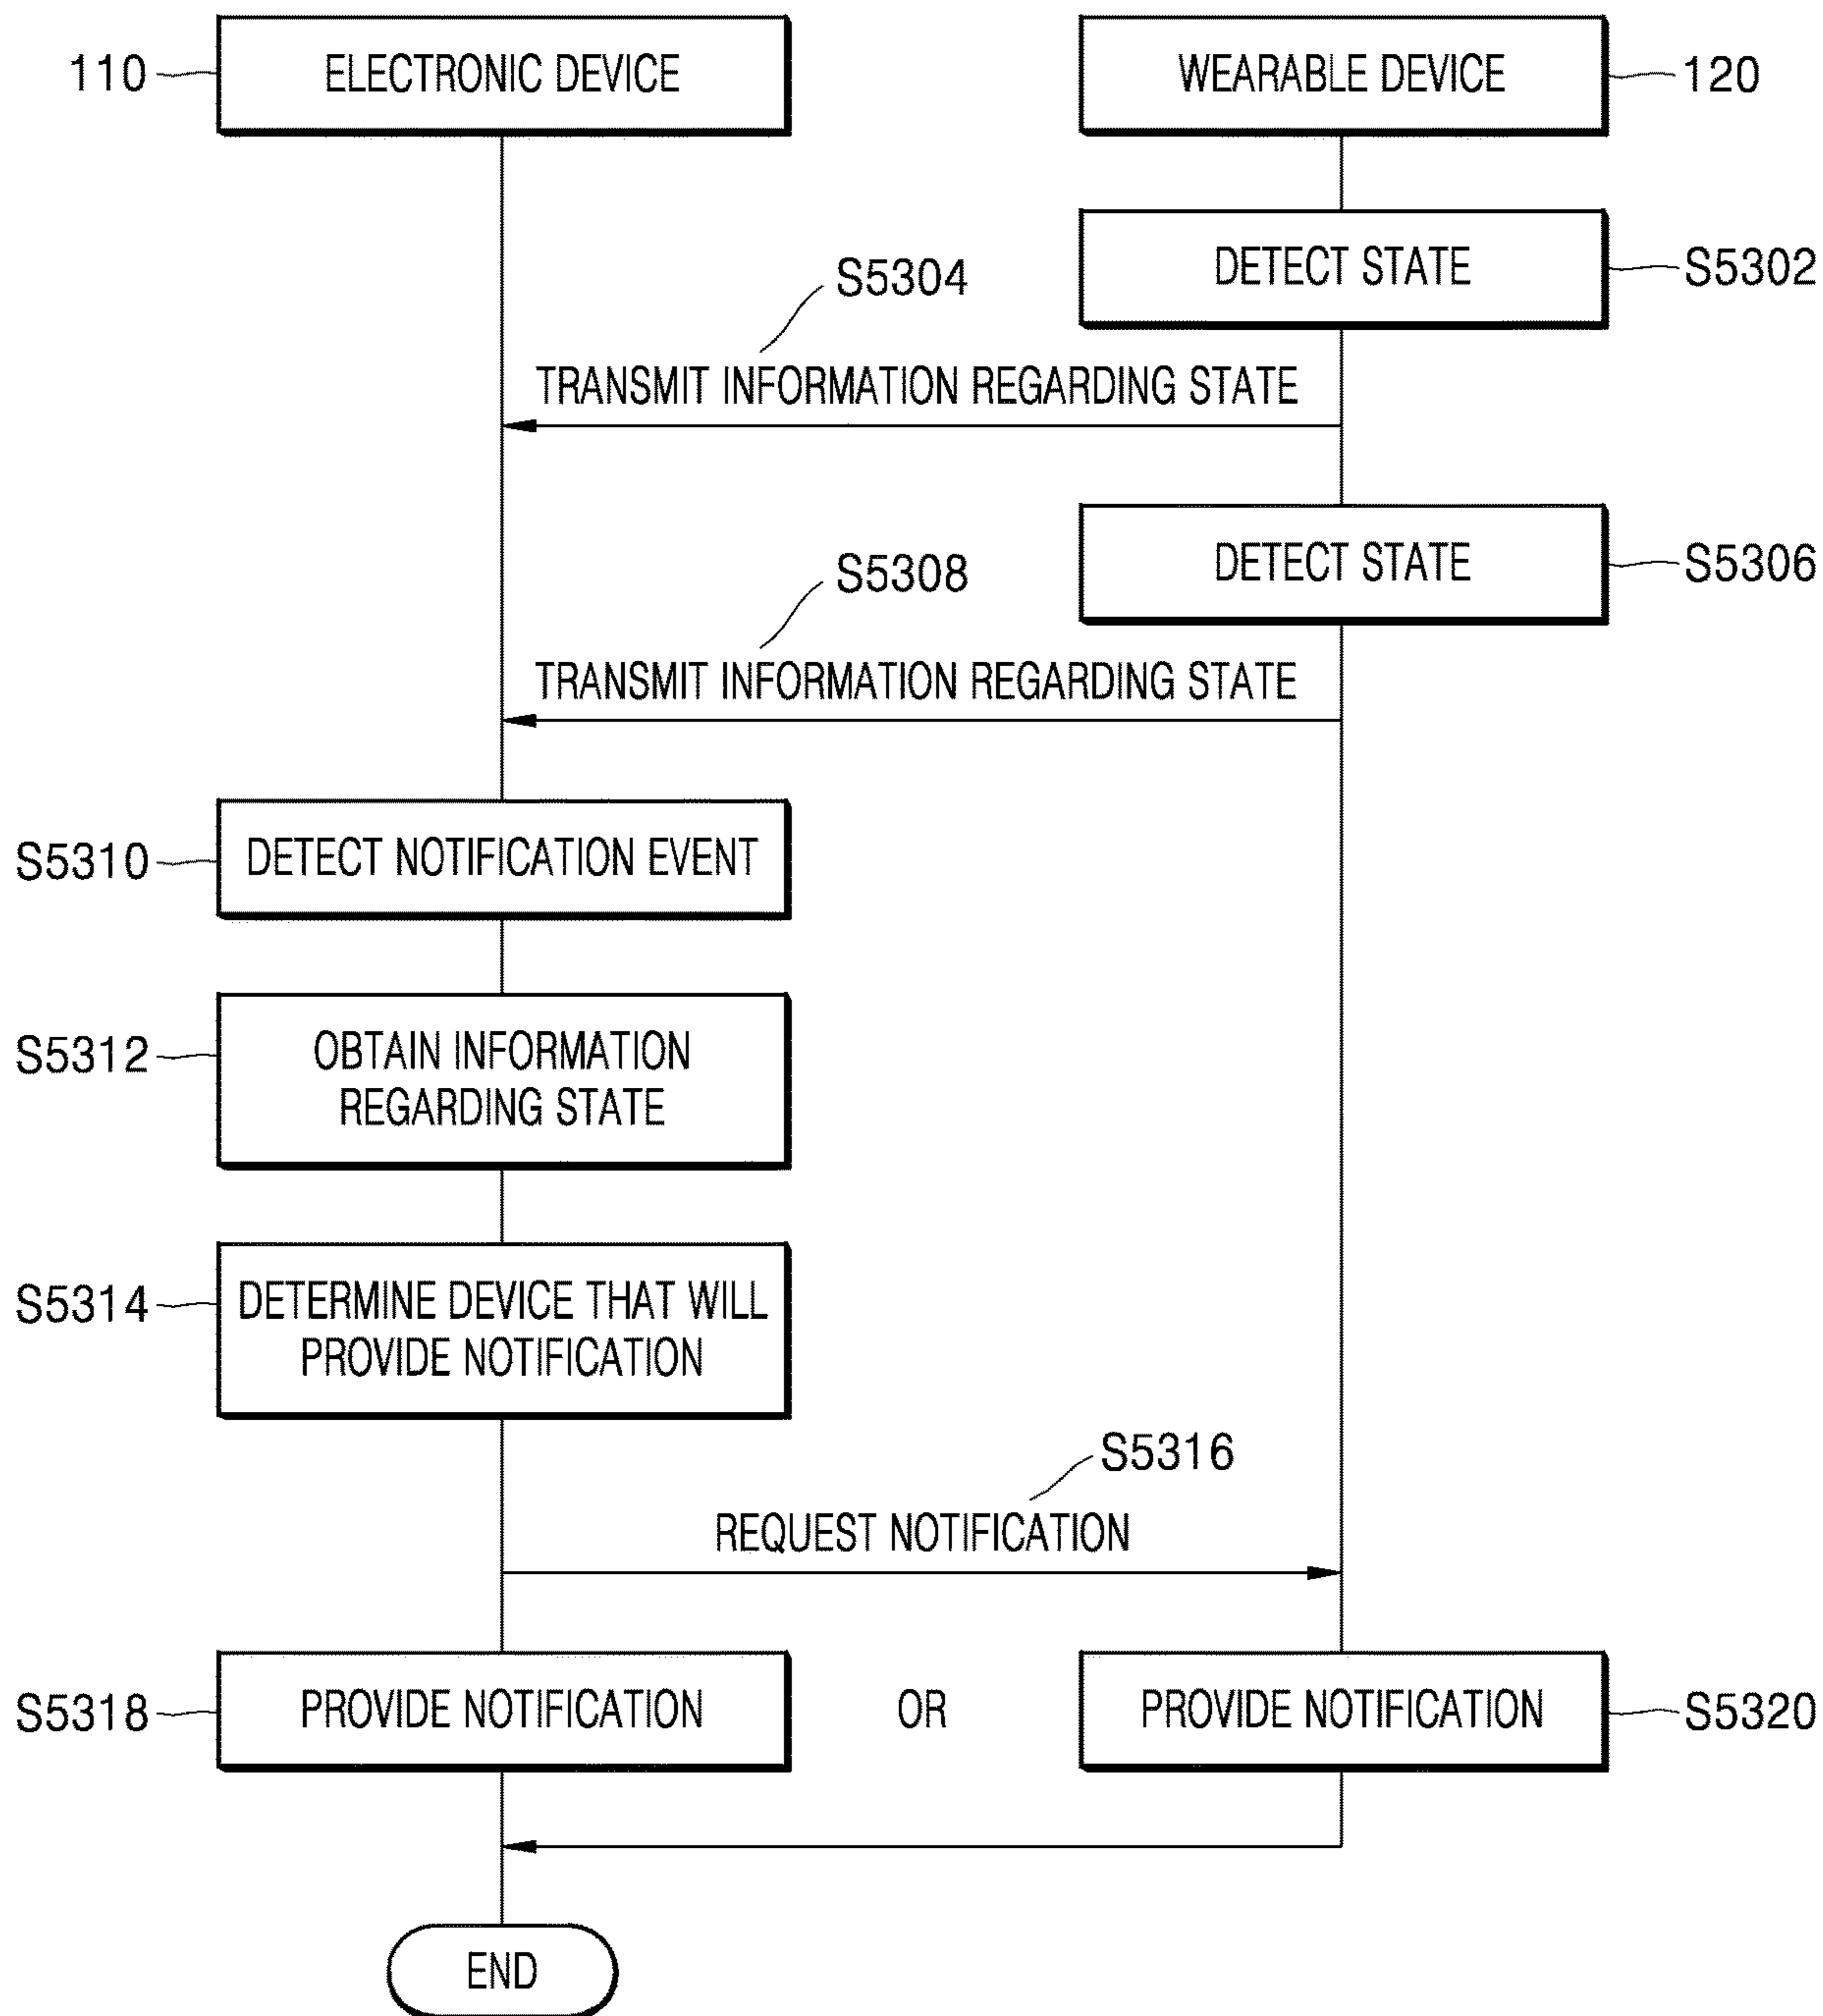 110
ELECTRONIC DEVICE
WEARABLE DEVICE
120
DETECT STATE
S5302
S5304
TRANSMIT INFORMATION REGARDING STATE
DETECT STATE
S5306
S5308
TRANSMIT INFORMATION REGARDING STATE
S5310
DETECT NOTIFICATION EVENT
S5312
OBTAIN INFORMATION
REGARDING STATE
S5314
DETERMINE DEVICE THAT WILL
PROVIDE NOTIFICATION
S5316
REQUEST NOTIFICATION
S5318
PROVIDE NOTIFICATION
OR
PROVIDE NOTIFICATION
S5320
END